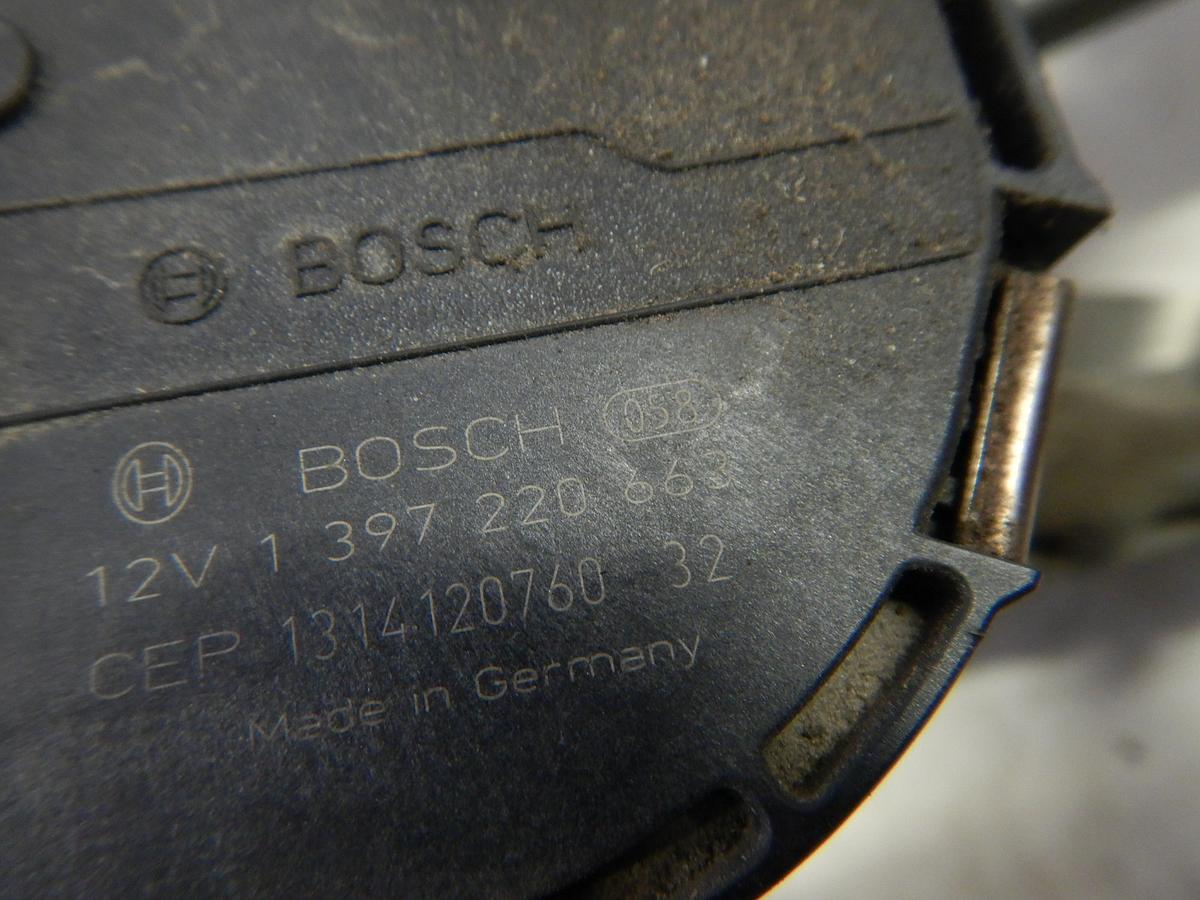 BOSCH
BOSCH 058
12V 1 397 220 663
CEP 1314120760 32
Made in Germany